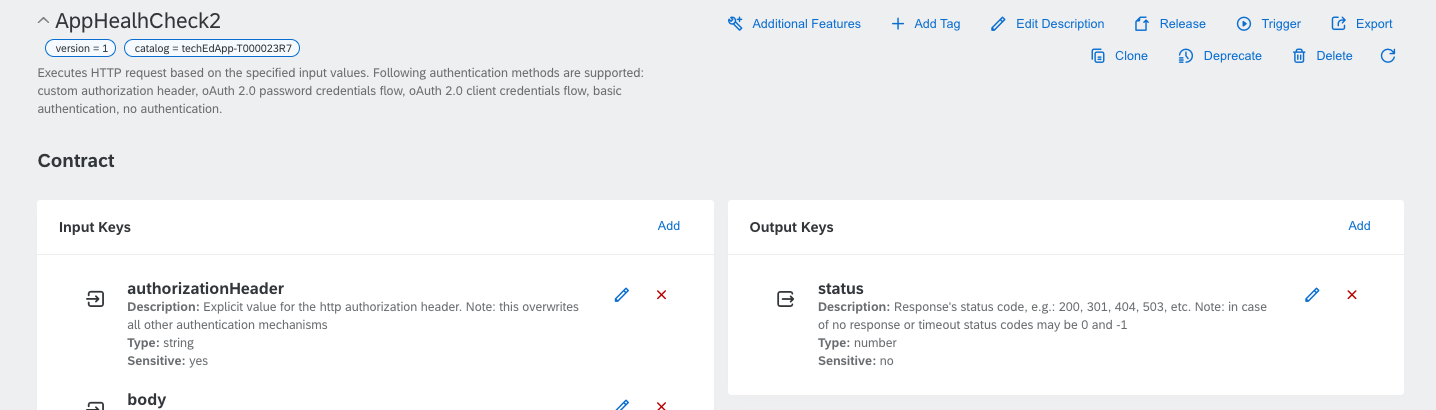 AppHealhCheck2
Additional Features
Add Tag
Edit Description
Release
Trigger
Export
version = 1
catalog = techEdApp-T000023R7
Clone
Deprecate
Delete
Executes HTTP request based on the specified input values. Following authentication methods are supported:
custom authorization header, oAuth 2.0 password credentials flow, oAuth 2.0 client credentials flow, basic
authentication, no authentication.
Contract
Input Keys
Add
authorizationHeader
Description: Explicit value for the http authorization header. Note: this overwrites
all other authentication mechanisms
Type: string
Sensitive: yes
body
Output Keys
Add
status
Description: Response's status code, e.g.: 200, 301, 404, 503, etc. Note: in case
of no response or timeout status codes may be 0 and -1
Type: number
Sensitive: no